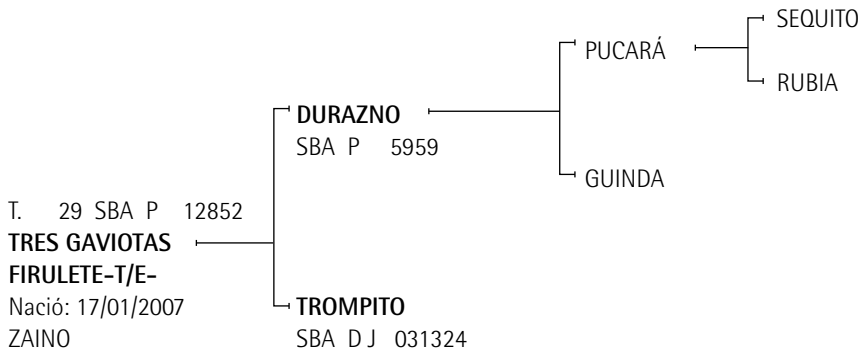 SEQUITO
PUCARÁ
RUBIA
DURAZNO
SBA P 5959
GUINDA
T. 29 SBA P 12852
TRES GAVIOTAS
FIRULETE-T/E-
Nació: 17/01/2007
ZAINO
TROMPITO
SBA D J 031324